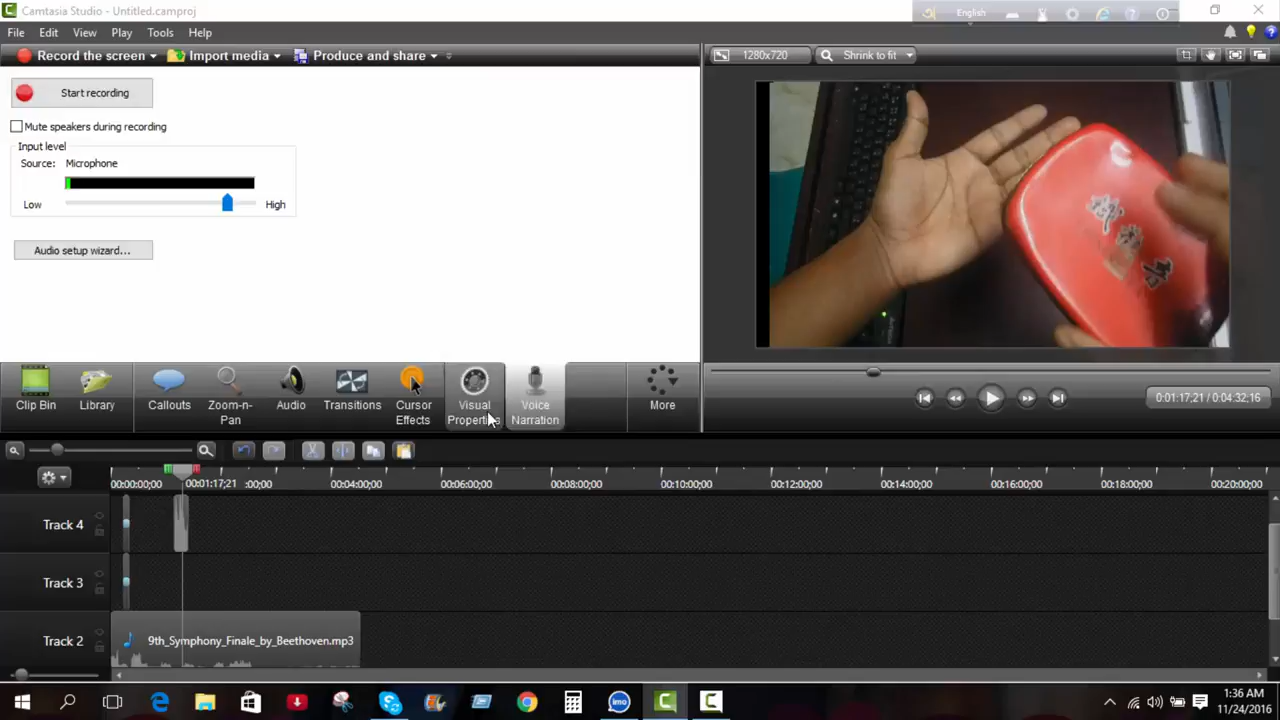 Camtasia Studio - Untitled.camproj
English
File Edit View Play Tools Help
Record the screen Import media Produce and share
1280x720 Shrink to fit
Start recording
Mute speakers during recording
Input level
Source: Microphone
Low High
Audio setup wizard...
Clip Bin Library Callouts Zoom-n-Pan Audio Transitions Cursor Effects Visual Properties Voice Narration More
0:01:17;21 / 0:04:32;16
00:00:00;00 00:01:17;21 :00;00 00:04:00;00 00:06:00;00 00:08:00;00 00:10:00;00 00:12:00;00 00:14:00;00 00:16:00;00 00:18:00;00 00:20:00;00
Track 4
Track 3
Track 2 9th_Symphony_Finale_by_Beethoven.mp3
imo
1:36 AM
11/24/2016